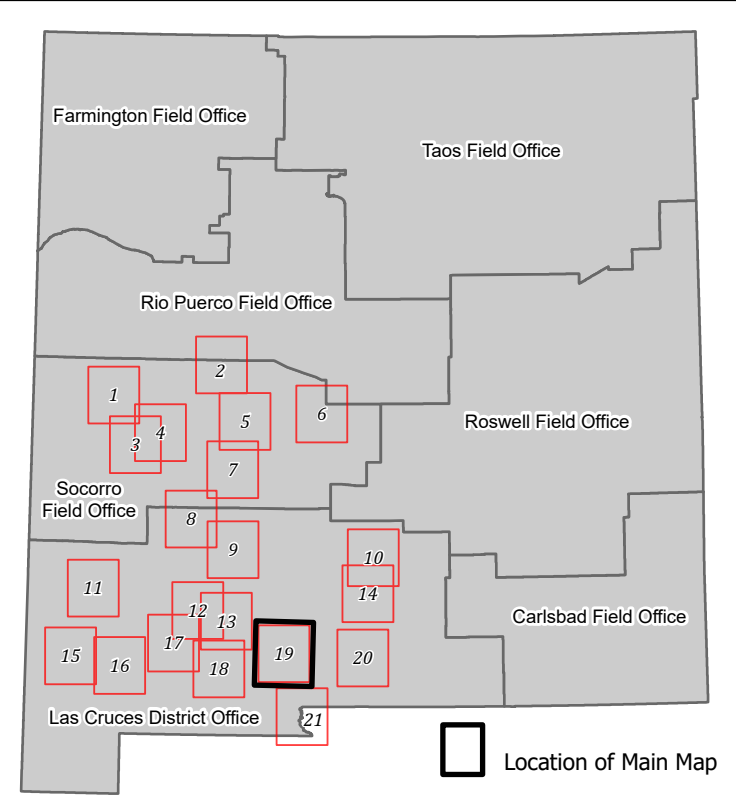 Farmington Field Office
Taos Field Office
Rio Puerco Field Office
2
1
6
5
4
3
Roswell Field Office
7
Socorro
Field Office
8
9
10
11
14
12
13
Carlsbad Field Office
17
15
19
20
16
18
Las Cruces District Office
21
Location of Main Map